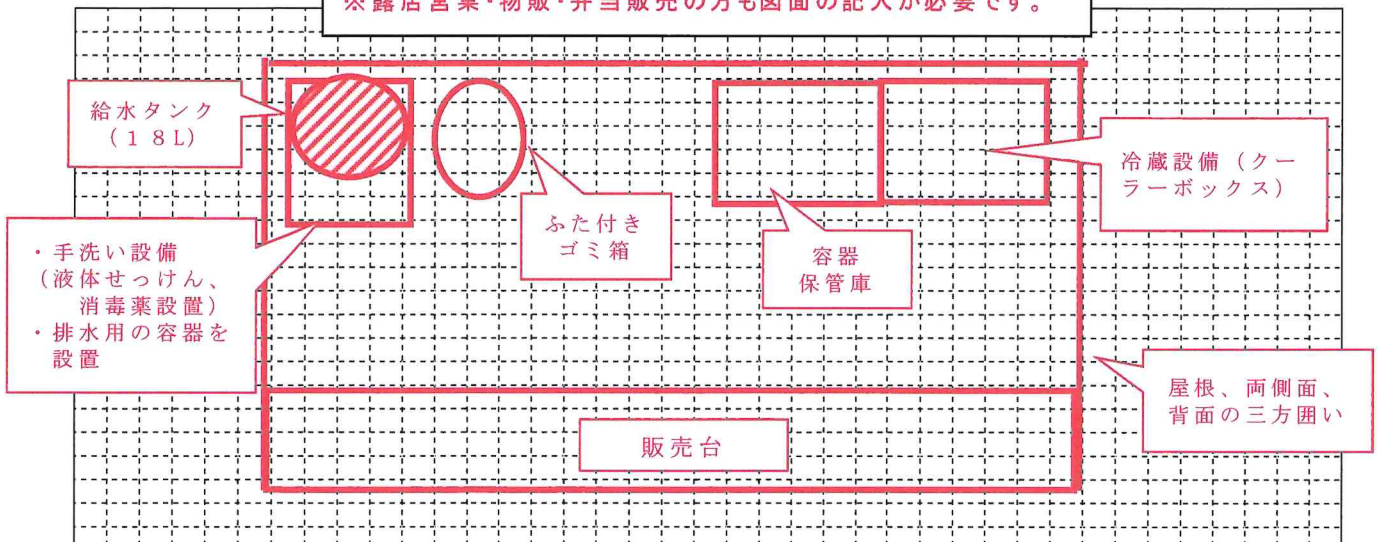 ※露店営業・物販・弁当販売の方も図面の記入が必要です。
給水タンク
（１８L）
冷蔵設備（クー
ラーボックス）
ふた付き
ゴミ箱
容器
保管庫
・手洗い設備
（液体せっけん、
消毒薬設置）
・排水用の容器を
設置
屋根、両側面、
背面の三方囲い
販売台